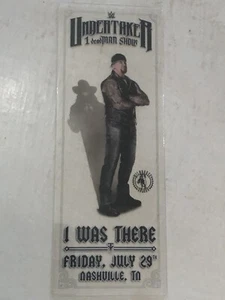 W
UNDERTAKER
1 deadMAN SHOW
I WAS THERE
FRIDAY, JULY 29TH
NASHVILLE, TN